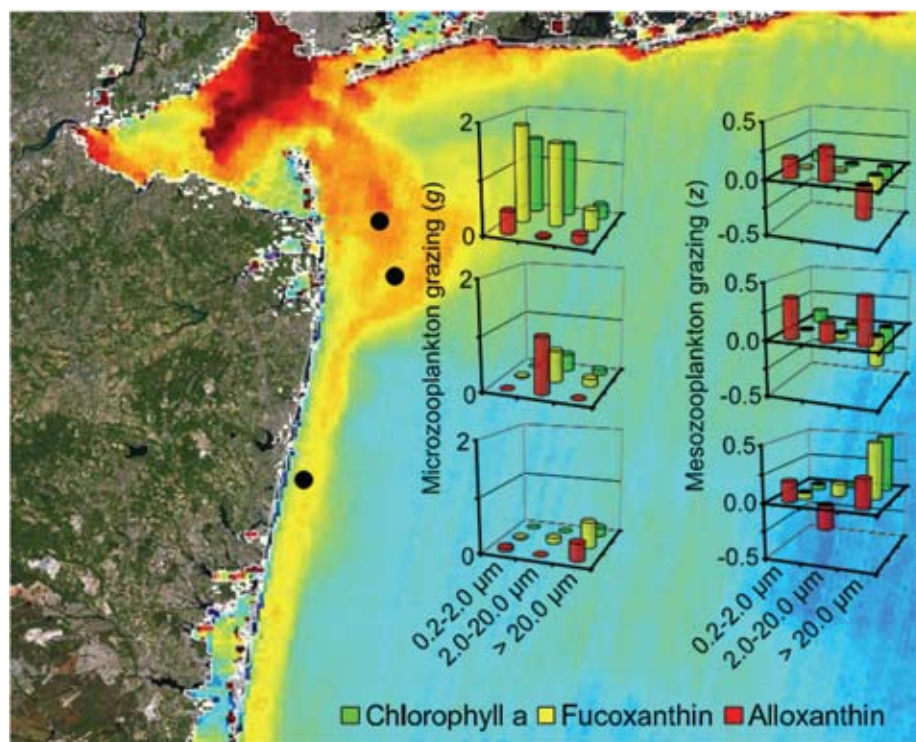 Microzooplankton grazing (g)
2
0
2
0
2
0
0.2-2.0 µm
2.0-20.0 µm
> 20.0 µm
Mesozooplankton grazing (z)
0.5
0.0
-0.5
0.5
0.0
-0.5
0.5
0.0
-0.5
0.2-2.0 µm
2.0-20.0 µm
> 20.0 µm
Chlorophyll a Fucoxanthin Alloxanthin